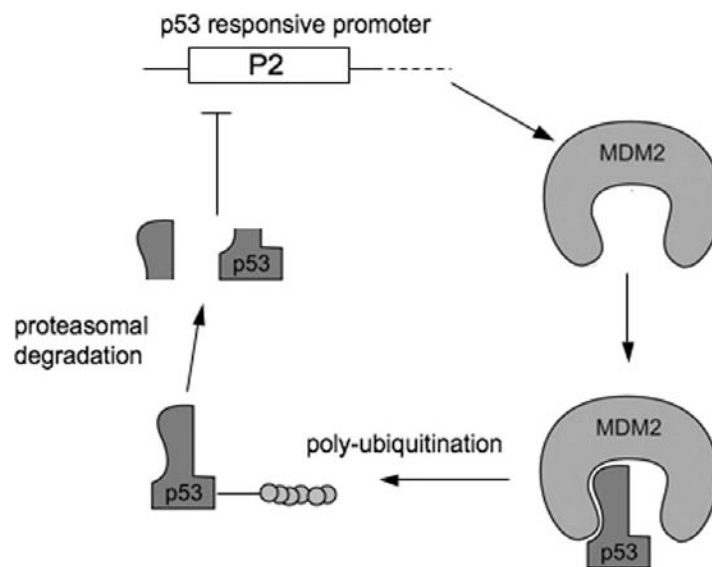 p53 responsive promoter
P2
MDM2
p53
proteasomal
degradation
MDM2
poly-ubiquitination
p53
p53